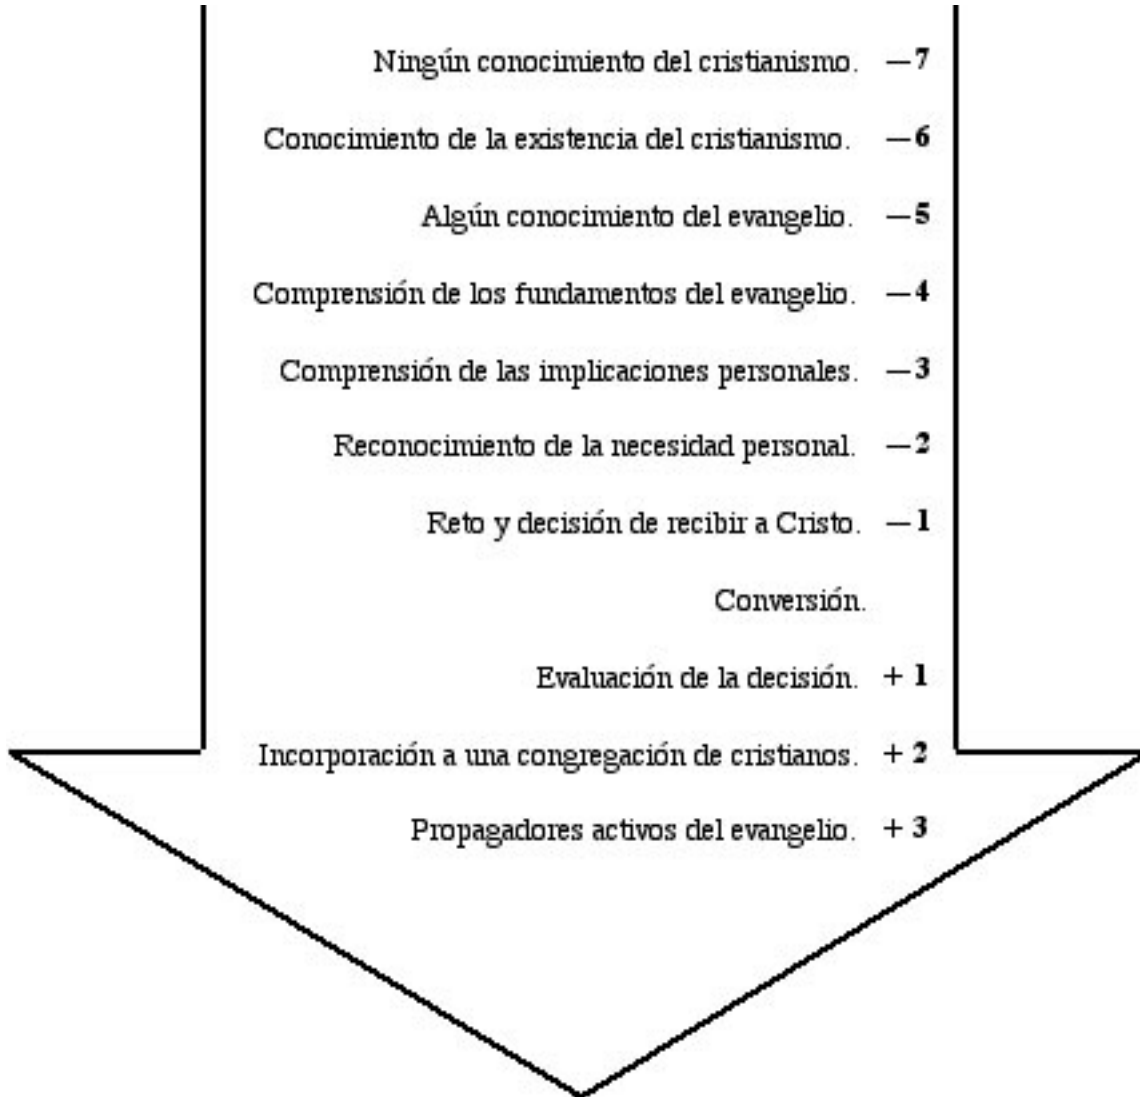 Ningún conocimiento del cristianismo. —7
Conocimiento de la existencia del cristianismo. —6
Algún conocimiento del evangelio. —5
Comprensión de los fundamentos del evangelio. —4
Comprensión de las implicaciones personales. —3
Reconocimiento de la necesidad personal. —2
Reto y decisión de recibir a Cristo. —1
Conversión.
Evaluación de la decisión. + 1
Incorporación a una congregación de cristianos. + 2
Propagadores activos del evangelio. + 3